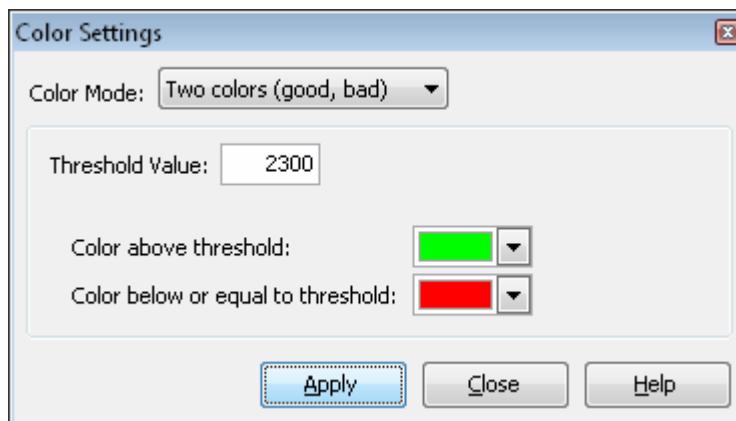 Color Settings
Color Mode: Two colors (good, bad)
Threshold Value: 2300
Color above threshold:
Color below or equal to threshold:
Apply Close Help